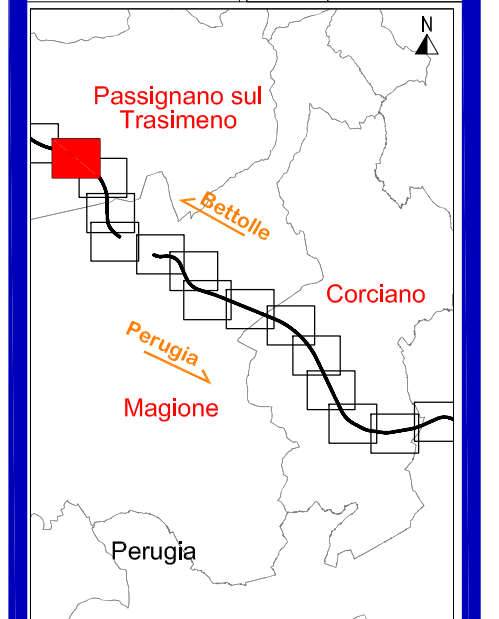 N
Passignano sul
Trasimeno
Bettolle
Corciano
Perugia
Magione
Perugia